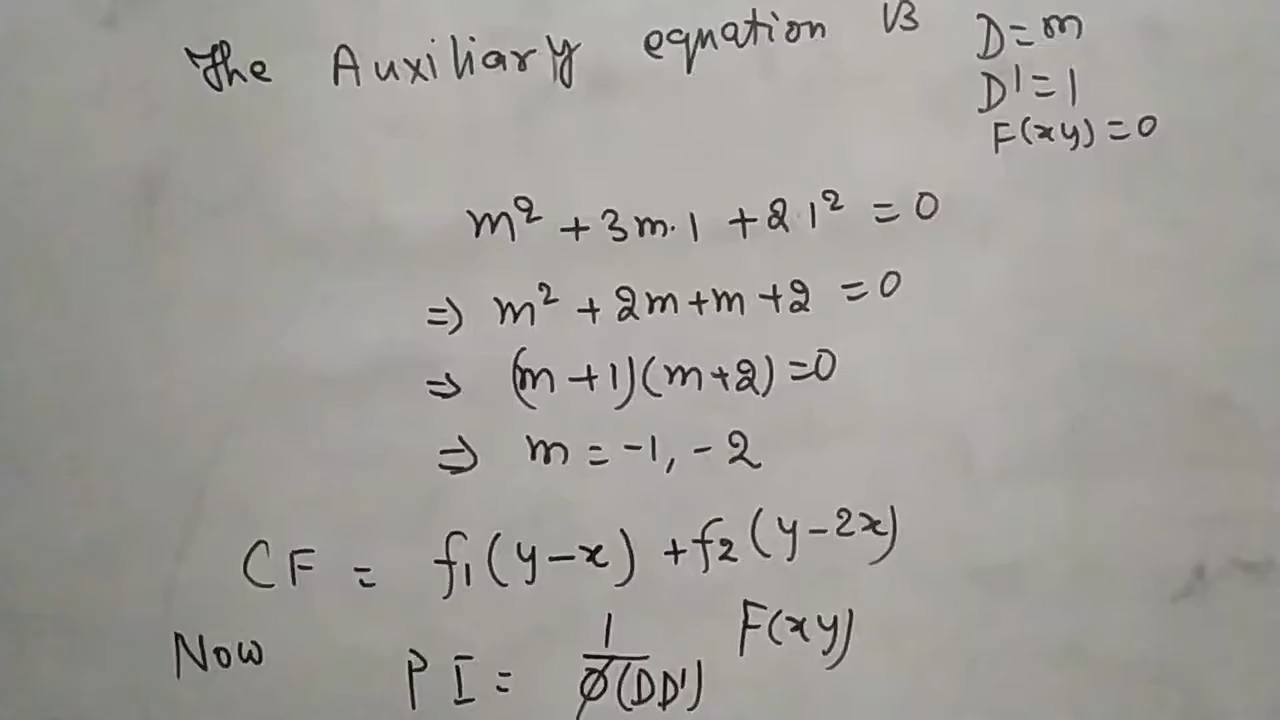 The Auxiliary equation is
D=m
D'=1
F(xy)=0
m² + 3m.1 + 2.1² = 0
⇒ m² + 2m+m+2 = 0
⇒ (m+1)(m+2)=0
⇒ m = -1, -2
CF = f₁(y-x) + f₂(y-2x)
Now PI = 1/ϕ(DD') F(xy)